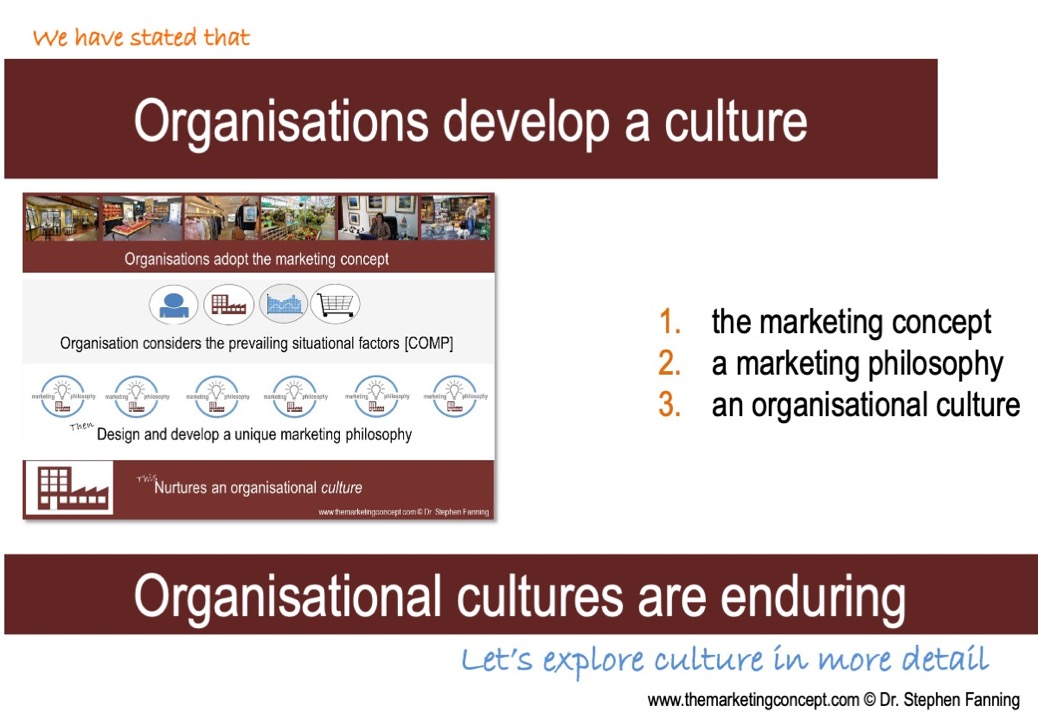 We have stated that
Organisations develop a culture
Organisations adopt the marketing concept
Organisation considers the prevailing situational factors [COMP]
marketing philosophy marketing philosophy marketing philosophy marketing philosophy marketing philosophy marketing philosophy
Then Design and develop a unique marketing philosophy
This Nurtures an organisational culture
www.themarketingconcept.com © Dr. Stephen Fanning
1. the marketing concept
2. a marketing philosophy
3. an organisational culture
Organisational cultures are enduring
Let's explore culture in more detail
www.themarketingconcept.com © Dr. Stephen Fanning